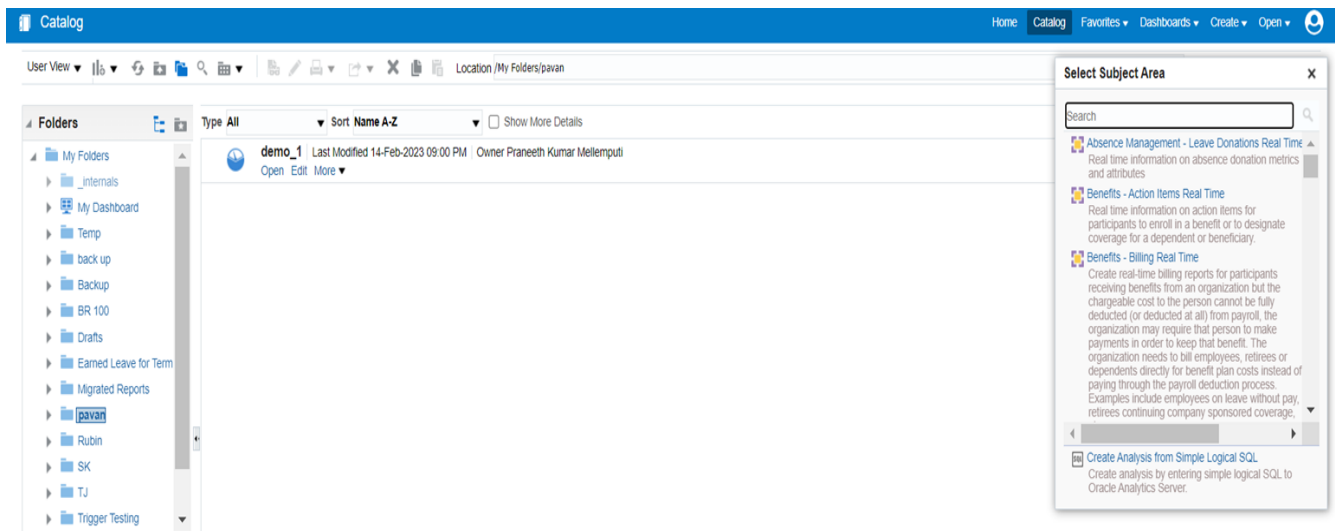 Catalog
Home Catalog Favorites Dashboards Create Open
User View
Location /My Folders/pavan
Select Subject Area
Search
Folders
Type All Sort Name A-Z Show More Details
My Folders
_internals
My Dashboard
Temp
back up
Backup
BR 100
Drafts
Earned Leave for Term
Migrated Reports
pavan
Rubin
SK
TJ
Trigger Testing
demo_1 Last Modified 14-Feb-2023 09:00 PM Owner Praneeth Kumar Mellemputi
Open Edit More
Absence Management - Leave Donations Real Time
Real time information on absence donation metrics
and attributes
Benefits - Action Items Real Time
Real time information on action items for
participants to enroll in a benefit or to designate
coverage for a dependent or beneficiary.
Benefits - Billing Real Time
Create real-time billing reports for participants
receiving benefits from an organization but the
chargeable cost to the person cannot be fully
deducted (or deducted at all) from payroll, the
organization may require that person to make
payments in order to keep that benefit. The
organization needs to bill employees, retirees or
dependents directly for benefit plan costs instead of
paying through the payroll deduction process.
Examples include employees on leave without pay,
retirees continuing company sponsored coverage,
SQL
Create Analysis from Simple Logical SQL
Create analysis by entering simple logical SQL to
Oracle Analytics Server.